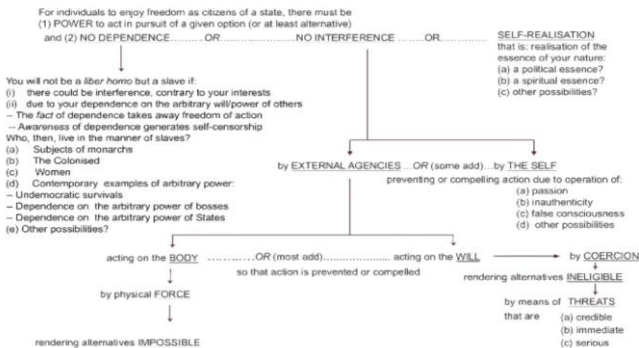 For individuals to enjoy freedom as citizens of a state, there must be
(1) POWER to act in pursuit of a given option (or at least alternative)
and (2) NO DEPENDENCE.........OR......................NO INTERFERENCE ........OR.................. SELF-REALISATION
that is: realisation of the
essence of your nature:
(a) a political essence?
(b) a spiritual essence?
(c) other possibilities?
You will not be a liber homo but a slave if:
(i) there could be interference, contrary to your interests
(ii) due to your dependence on the arbitrary will/power of others
– The fact of dependence takes away freedom of action
-- Awareness of dependence generates self-censorship
Who, then, live in the manner of slaves?
(a) Subjects of monarchs
(b) The Colonised
(c) Women
(d) Contemporary examples of arbitrary power:
– Undemocratic survivals
– Dependence on the arbitrary power of bosses
– Dependence on the arbitrary power of States
(e) Other possibilities?
by EXTERNAL AGENCIES ...OR (some add)...by THE SELF
preventing or compelling action due to operation of:
(a) passion
(b) inauthenticity
(c) false consciousness
(d) other possibilities
acting on the BODY ............OR (most add).................... acting on the WILL by COERCION
so that action is prevented or compelled
rendering alternatives INELIGIBLE
by physical FORCE
by means of THREATS
that are (a) credible
(b) immediate
(c) serious
rendering alternatives IMPOSSIBLE